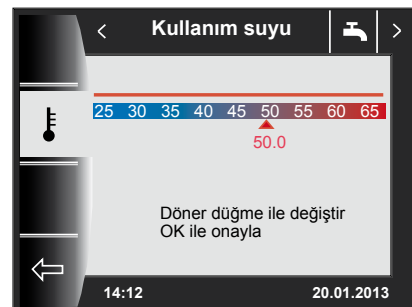 < Kullanım suyu >
25 30 35 40 45 50 55 60 65
50.0
Döner düğme ile değiştir
OK ile onayla
14:12 20.01.2013